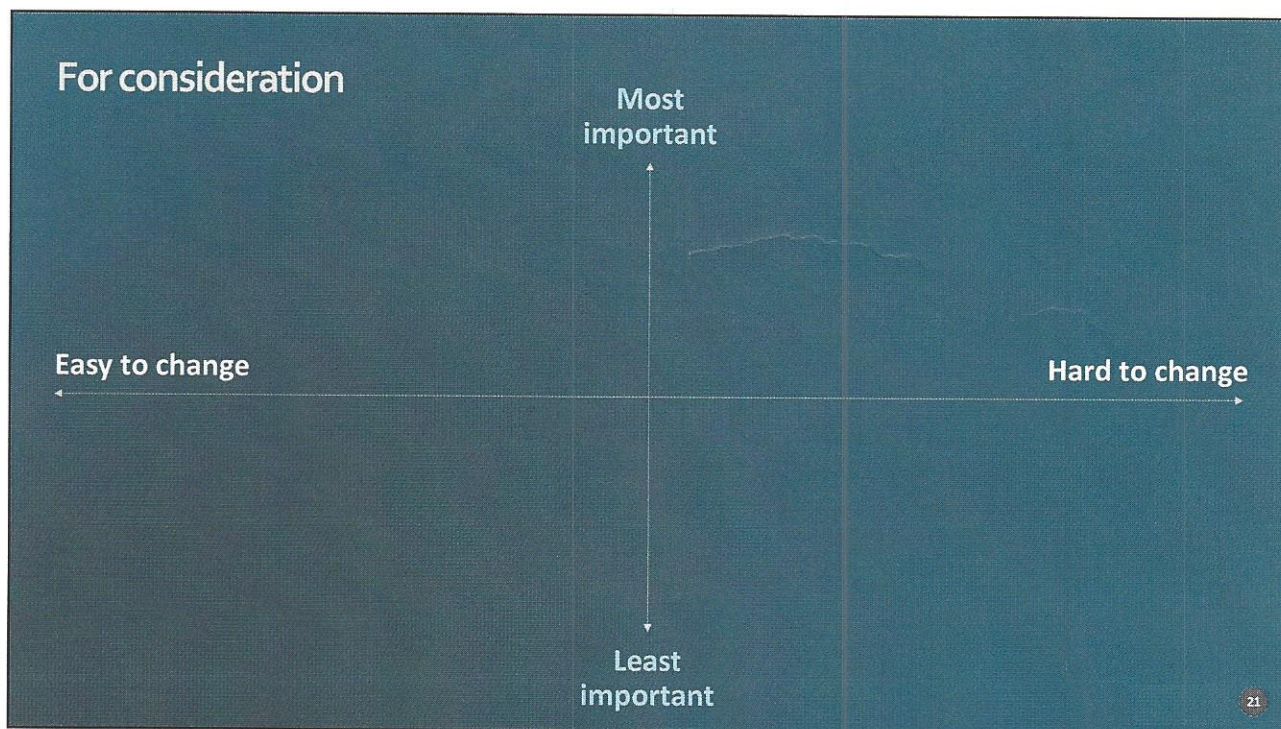 For consideration
Most
important
Easy to change
Hard to change
Least
important
21